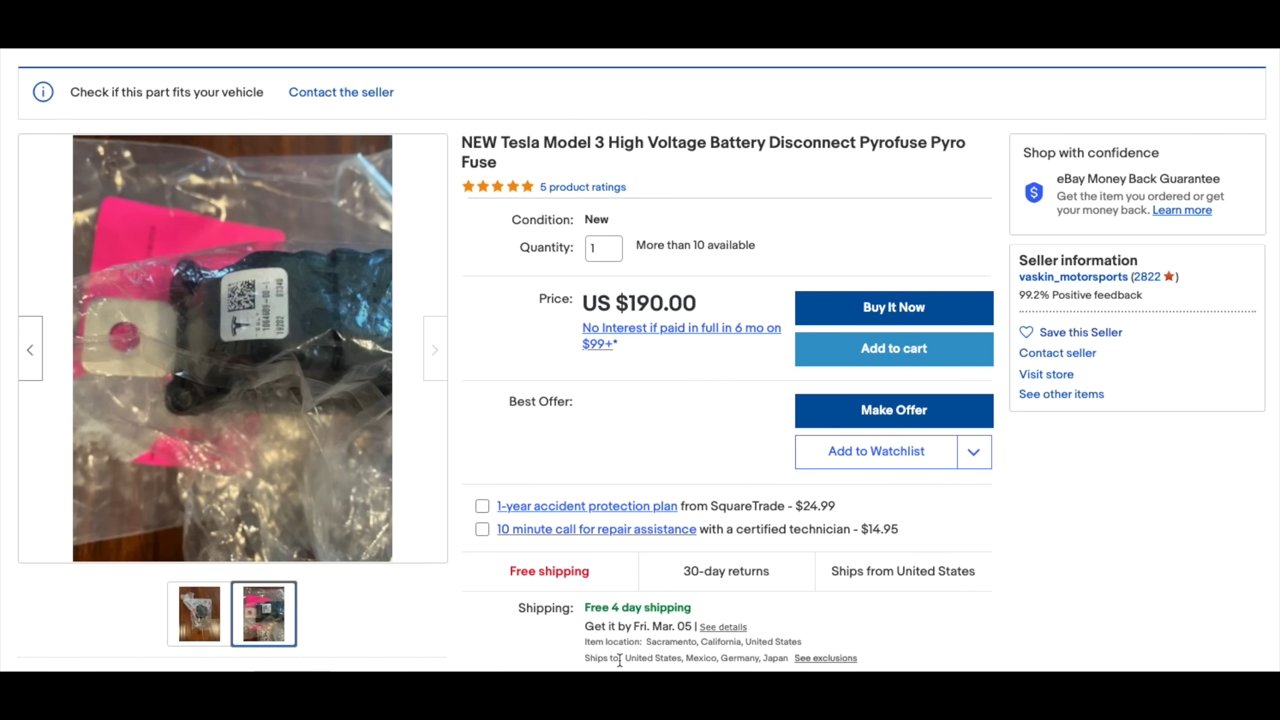 Check if this part fits your vehicle Contact the seller
NEW Tesla Model 3 High Voltage Battery Disconnect Pyrofuse Pyro
Fuse
5 product ratings
Condition: New
Quantity: 1 More than 10 available
Price: US $190.00
No Interest if paid in full in 6 mo on
$99+*
Buy It Now
Add to cart
Best Offer:
Make Offer
Add to Watchlist
1-year accident protection plan from SquareTrade - $24.99
10 minute call for repair assistance with a certified technician - $14.95
Free shipping 30-day returns Ships from United States
Shipping: Free 4 day shipping
Get it by Fri. Mar. 05 | See details
Item location: Sacramento, California, United States
Ships to: United States, Mexico, Germany, Japan See exclusions
Shop with confidence
eBay Money Back Guarantee
Get the item you ordered or get
your money back. Learn more
Seller information
vaskin_motorsports (2822)
99.2% Positive feedback
Save this Seller
Contact seller
Visit store
See other items